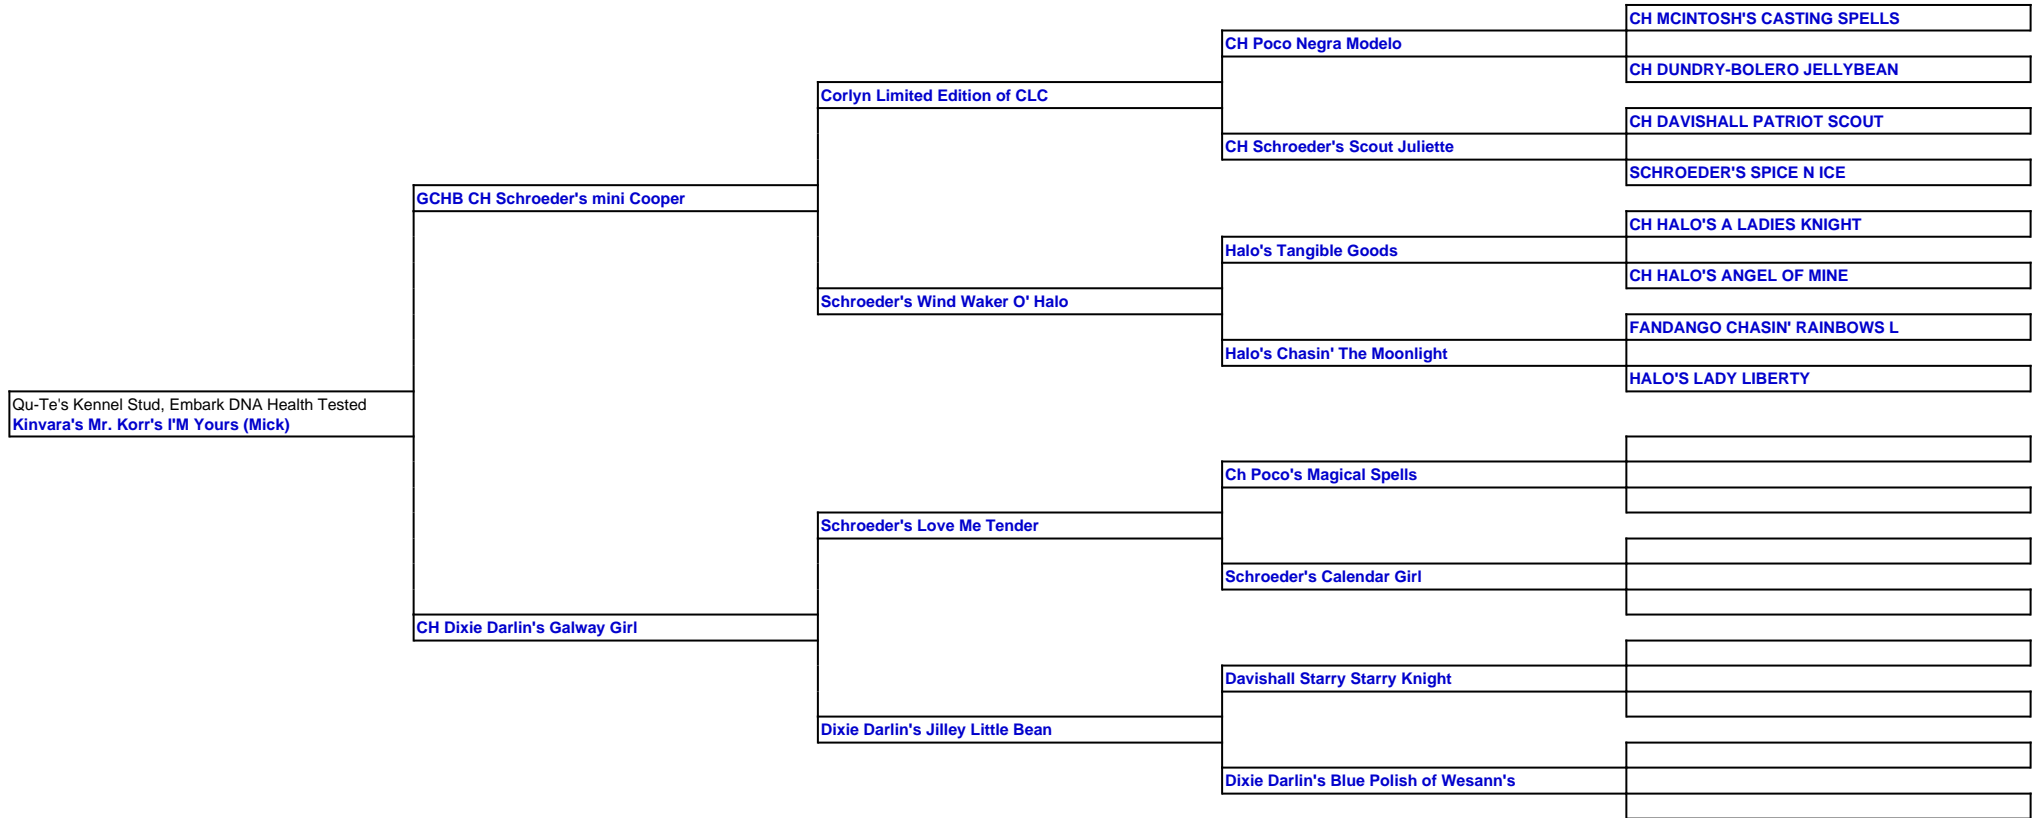 CH MCINTOSH'S CASTING SPELLS
CH Poco Negra Modelo
CH DUNDRY-BOLERO JELLYBEAN
Corlyn Limited Edition of CLC
CH DAVISHALL PATRIOT SCOUT
CH Schroeder's Scout Juliette
SCHROEDER'S SPICE N ICE
GCHB CH Schroeder's mini Cooper
CH HALO'S A LADIES KNIGHT
Halo's Tangible Goods
CH HALO'S ANGEL OF MINE
Schroeder's Wind Waker O' Halo
FANDANGO CHASIN' RAINBOWS L
Halo's Chasin' The Moonlight
HALO'S LADY LIBERTY
Qu-Te's Kennel Stud, Embark DNA Health Tested
Kinvara's Mr. Korr's I'M Yours (Mick)
Ch Poco's Magical Spells
Schroeder's Love Me Tender
Schroeder's Calendar Girl
CH Dixie Darlin's Galway Girl
Davishall Starry Starry Knight
Dixie Darlin's Jilley Little Bean
Dixie Darlin's Blue Polish of Wesann's